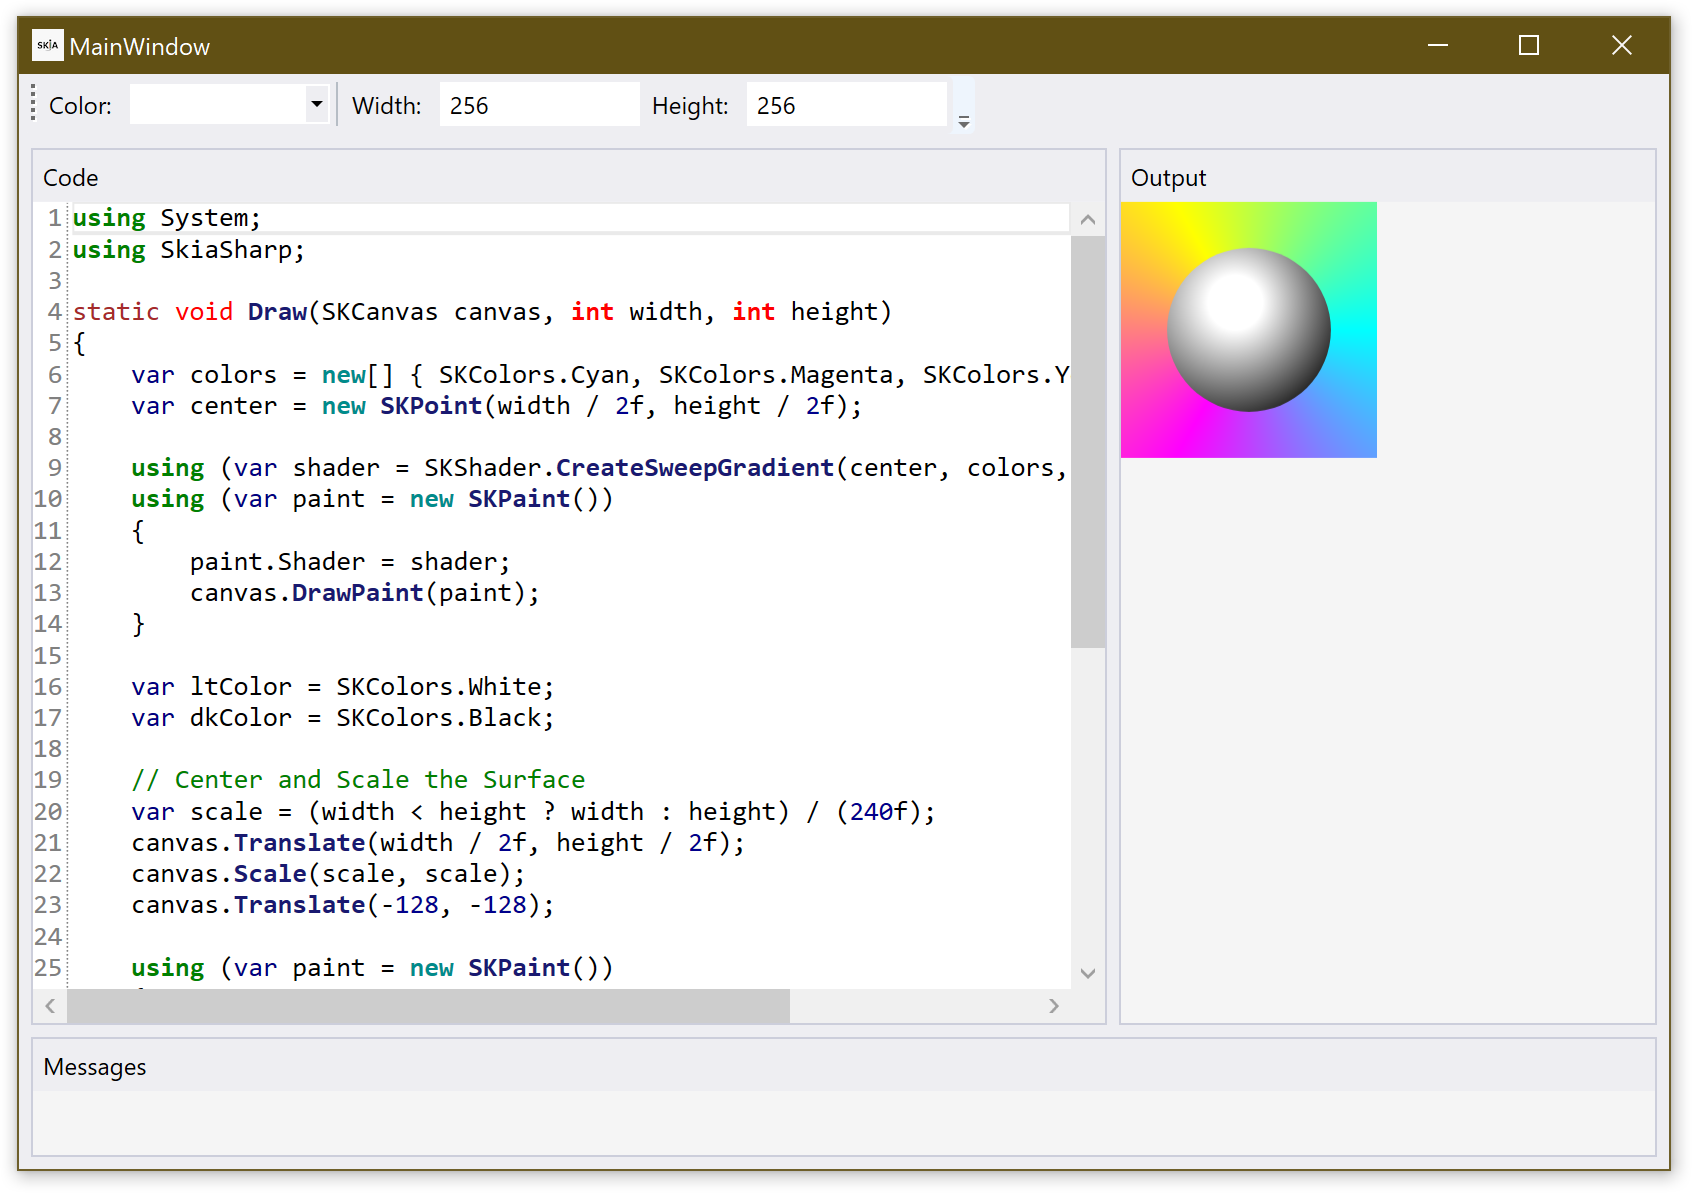 SKiA MainWindow
Color: Width: 256 Height: 256
Code
1 using System;
2 using SkiaSharp;
3
4 static void Draw(SKCanvas canvas, int width, int height)
5 {
6     var colors = new[] { SKColors.Cyan, SKColors.Magenta, SKColors.Y
7     var center = new SKPoint(width / 2f, height / 2f);
8
9     using (var shader = SKShader.CreateSweepGradient(center, colors,
10     using (var paint = new SKPaint())
11     {
12         paint.Shader = shader;
13         canvas.DrawPaint(paint);
14     }
15
16     var ltColor = SKColors.White;
17     var dkColor = SKColors.Black;
18
19     // Center and Scale the Surface
20     var scale = (width < height ? width : height) / (240f);
21     canvas.Translate(width / 2f, height / 2f);
22     canvas.Scale(scale, scale);
23     canvas.Translate(-128, -128);
24
25     using (var paint = new SKPaint())
Output
Messages